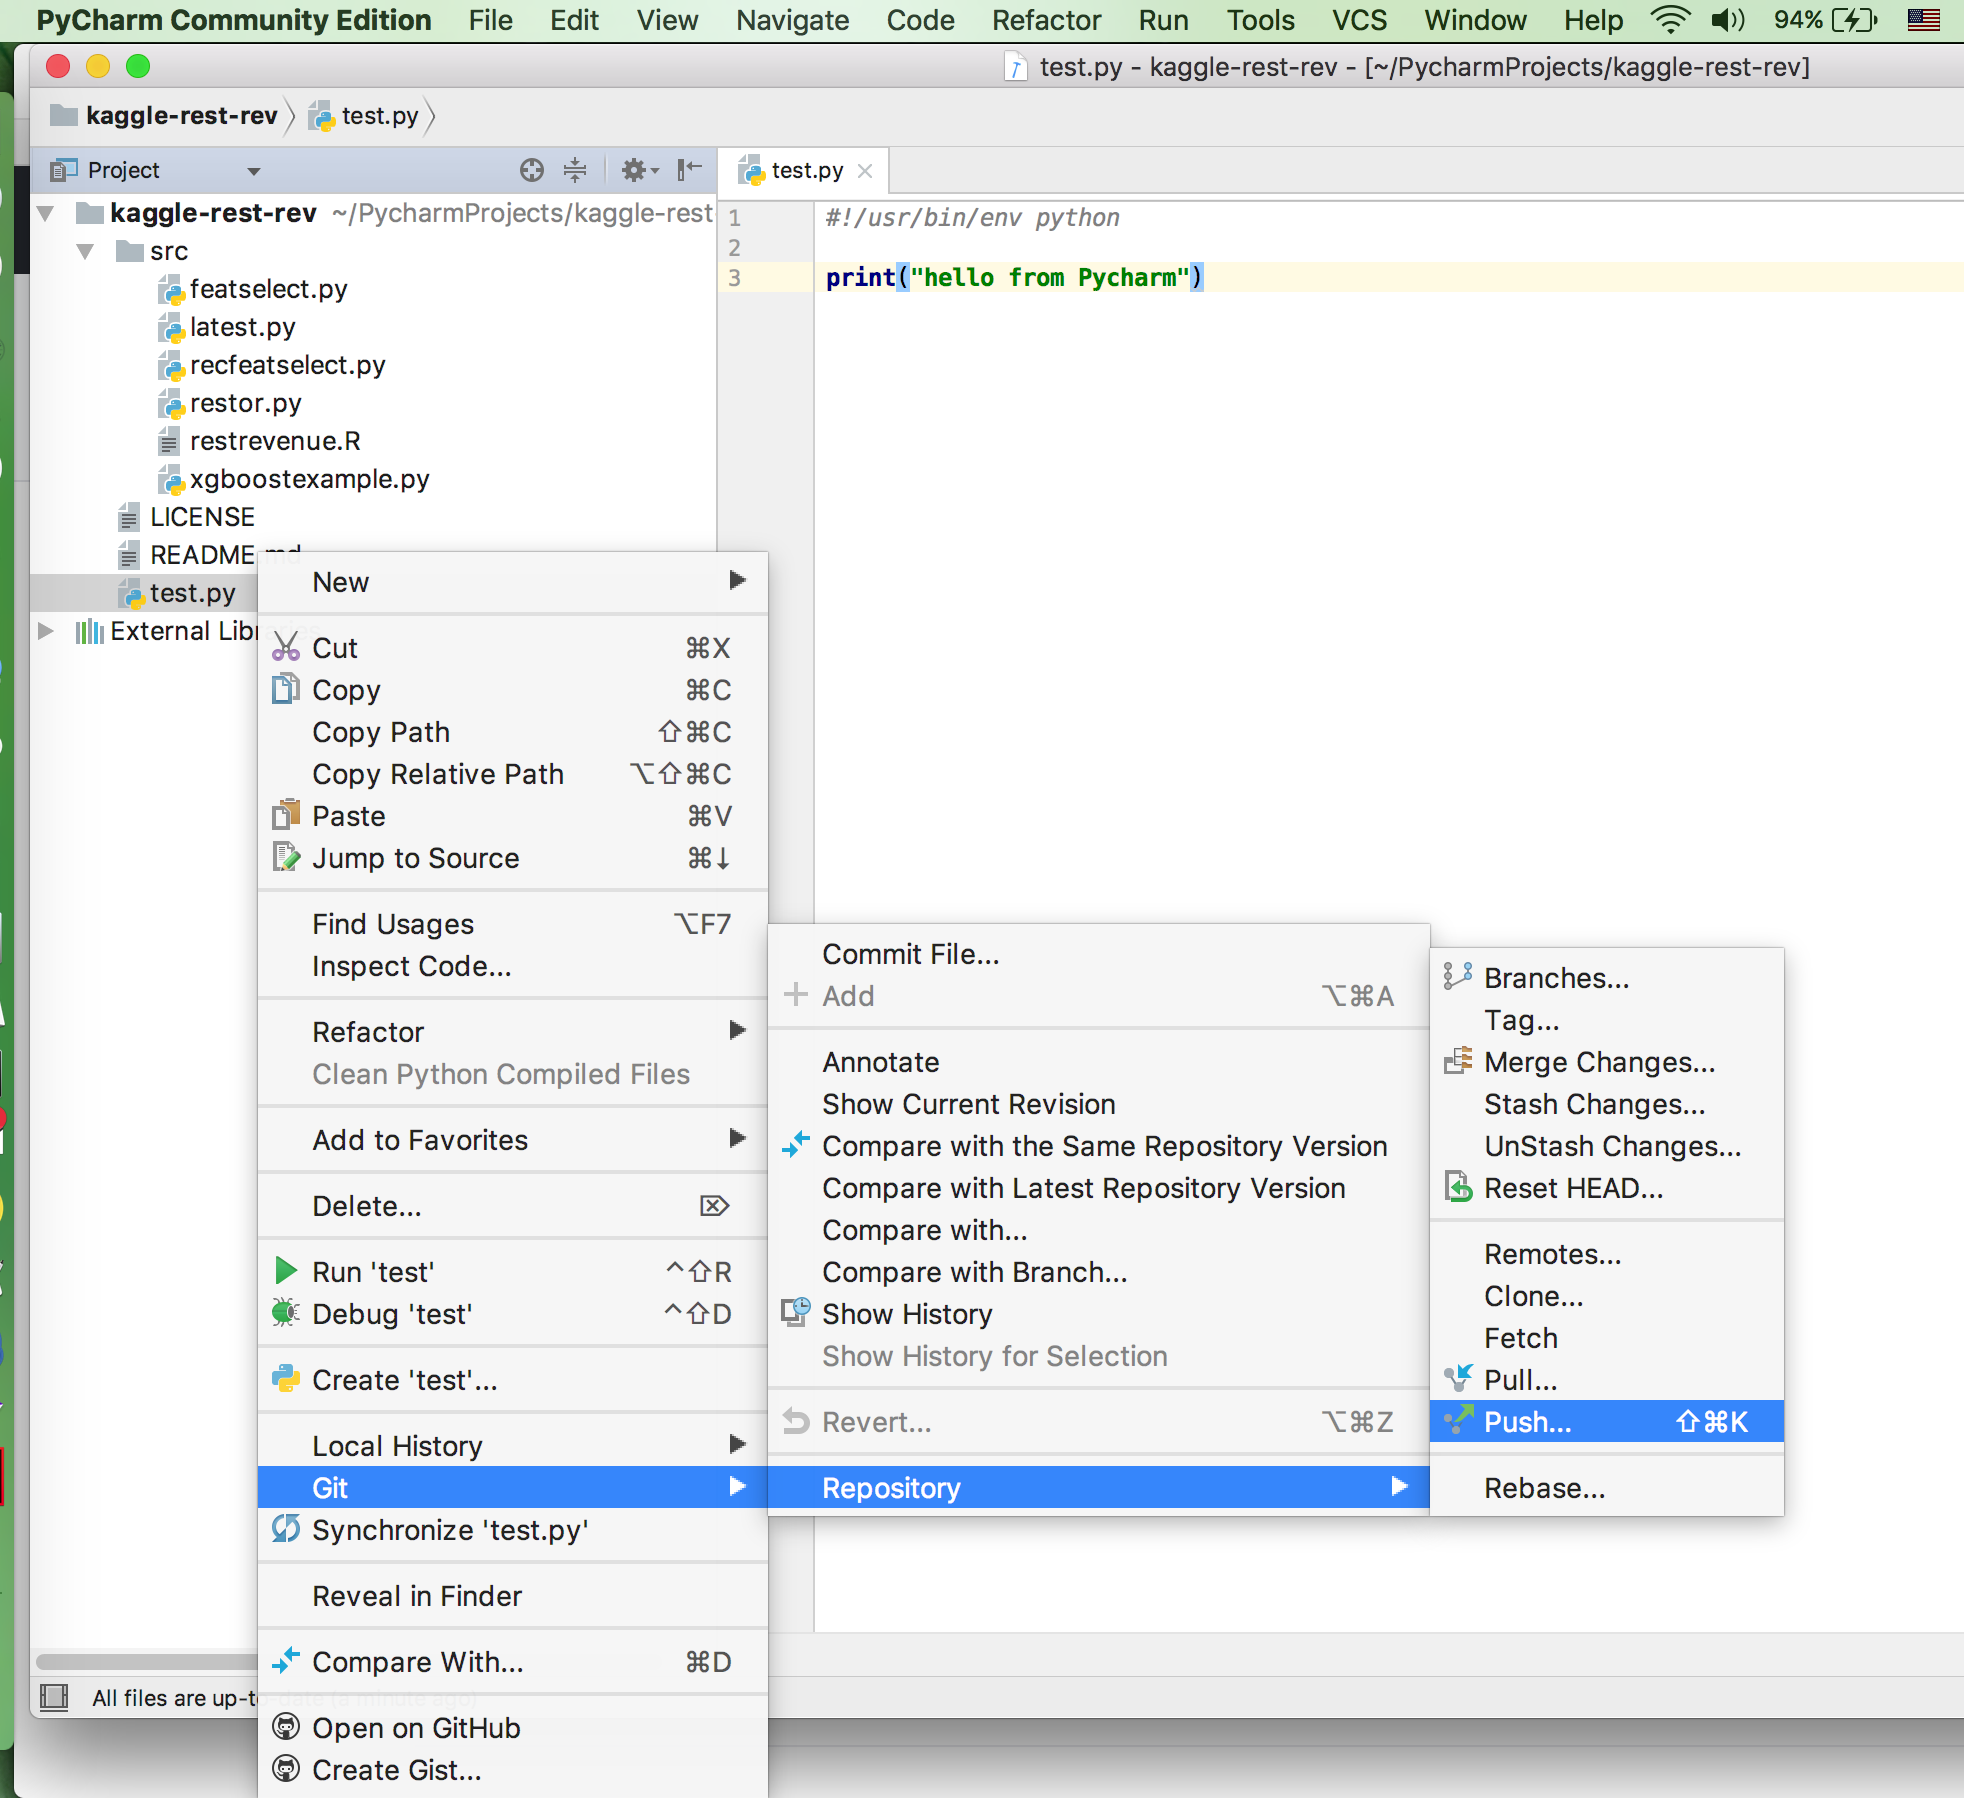 PyCharm Community Edition File Edit View Navigate Code Refactor Run Tools VCS Window Help 94%
test.py - kaggle-rest-rev - [~/PycharmProjects/kaggle-rest-rev]
kaggle-rest-rev test.py
Project
test.py
kaggle-rest-rev ~/PycharmProjects/kaggle-rest
src
featselect.py
latest.py
recfeatselect.py
restor.py
restrevenue.R
xgboostexample.py
LICENSE
README.md
test.py
External Libraries
1 #!/usr/bin/env python
2
3 print("hello from Pycharm")
New
Cut ⌘X
Copy ⌘C
Copy Path ⇧⌘C
Copy Relative Path ⌥⇧⌘C
Paste ⌘V
Jump to Source ⌘↓
Find Usages ⌥F7
Inspect Code...
Refactor
Clean Python Compiled Files
Add to Favorites
Delete... ⌦
Run 'test' ^⇧R
Debug 'test' ^⇧D
Create 'test'...
Local History
Git
Synchronize 'test.py'
Reveal in Finder
Compare With... ⌘D
Open on GitHub
Create Gist...
Commit File...
Add ⌥⌘A
Annotate
Show Current Revision
Compare with the Same Repository Version
Compare with Latest Repository Version
Compare with...
Compare with Branch...
Show History
Show History for Selection
Revert... ⌥⌘Z
Repository
Branches...
Tag...
Merge Changes...
Stash Changes...
UnStash Changes...
Reset HEAD...
Remotes...
Clone...
Fetch
Pull...
Push... ⇧⌘K
Rebase...
All files are up-to-date (a minute ago)